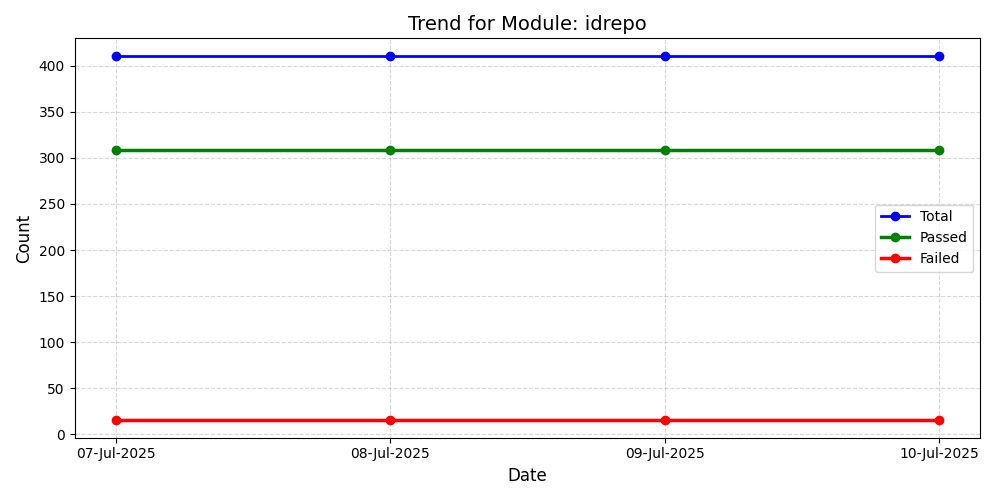 Trend for Module: idrepo
400
350
300
250
200
150
100
50
0
Count
Total
Passed
Failed
07-Jul-2025
08-Jul-2025
09-Jul-2025
10-Jul-2025
Date